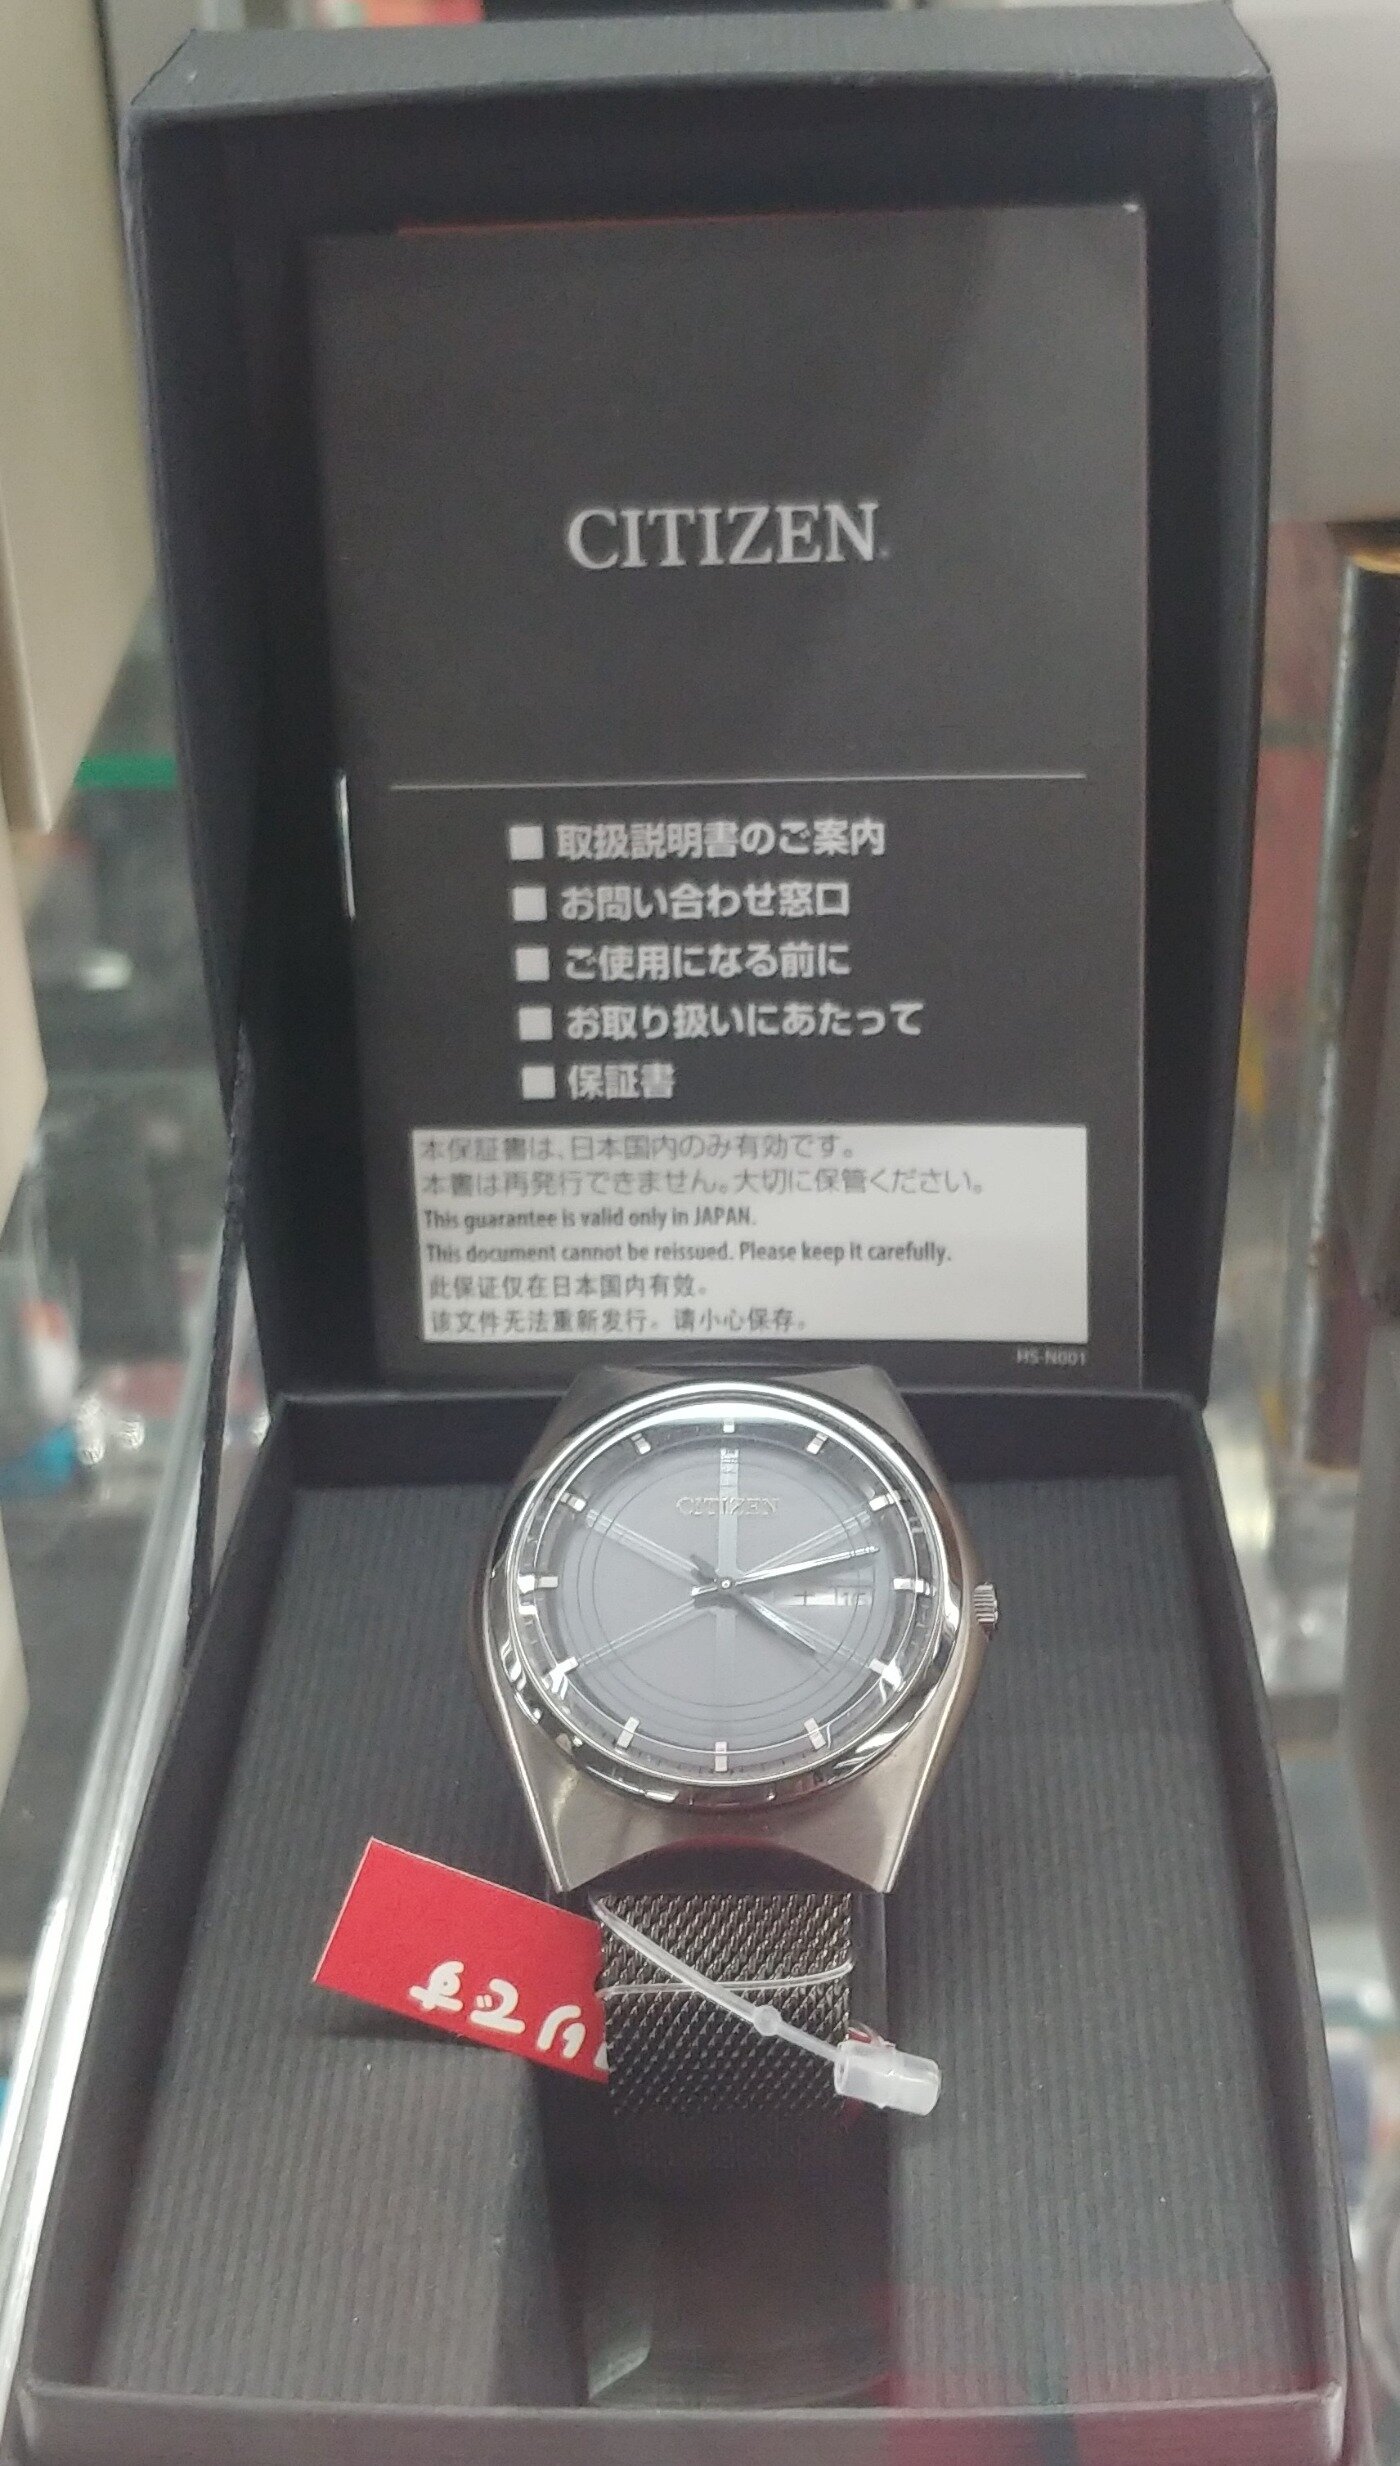 CITIZEN
■ 取扱説明書のご案内
■ お問い合わせ窓口
■ ご使用になる前に
■ お取り扱いにあたって
■ 保証書
本保証書は、日本国内のみ有効です。
本書は再発行できません。大切に保管ください。
This guarantee is valid only in JAPAN.
This document cannot be reissued. Please keep it carefully.
此保证仅在日本国内有效。
该文件无法重新发行。请小心保存。
HS-N001
CITIZEN
土
りです